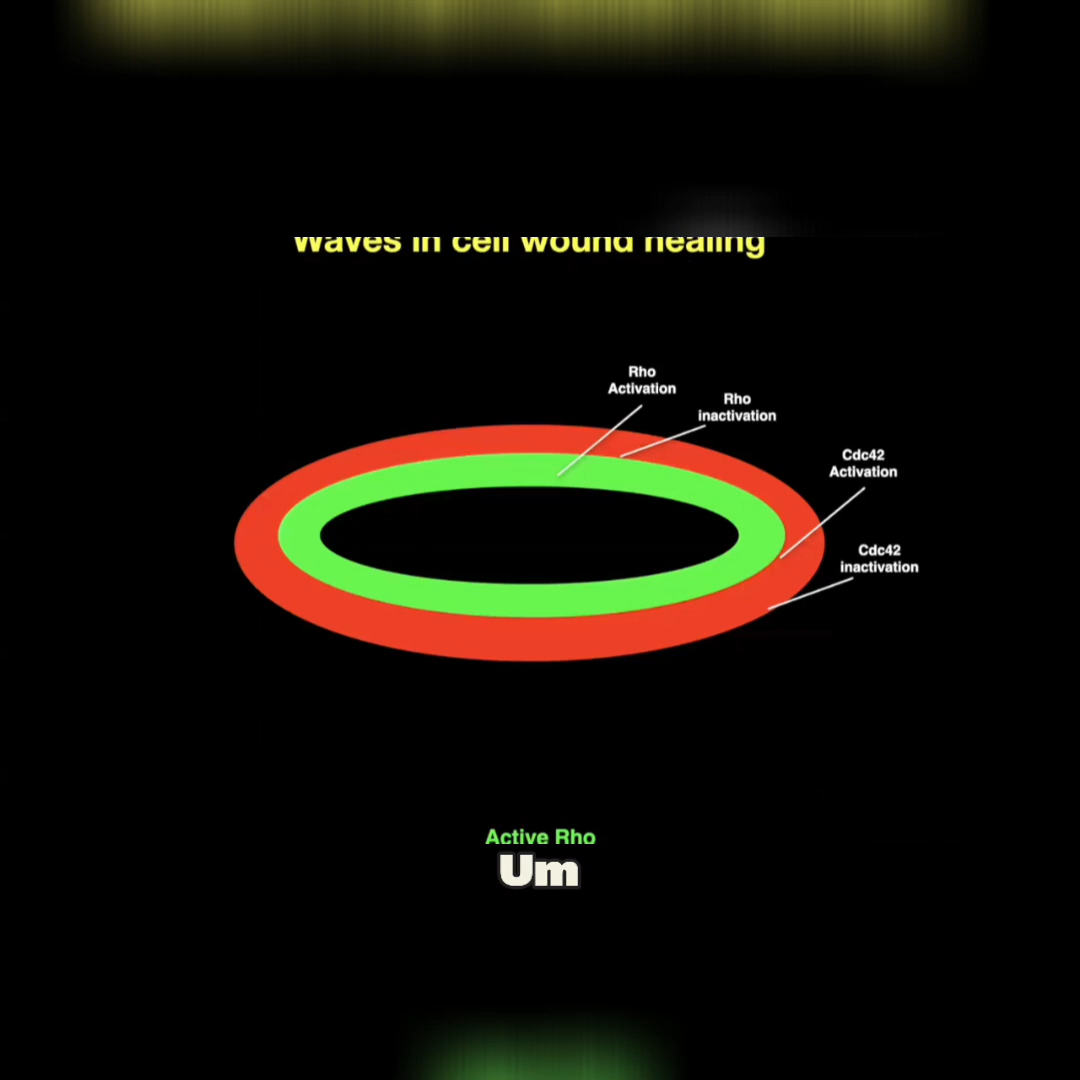 Waves in cell wound healing
Rho
Activation
Rho
inactivation
Cdc42
Activation
Cdc42
inactivation
Active Rho
Um